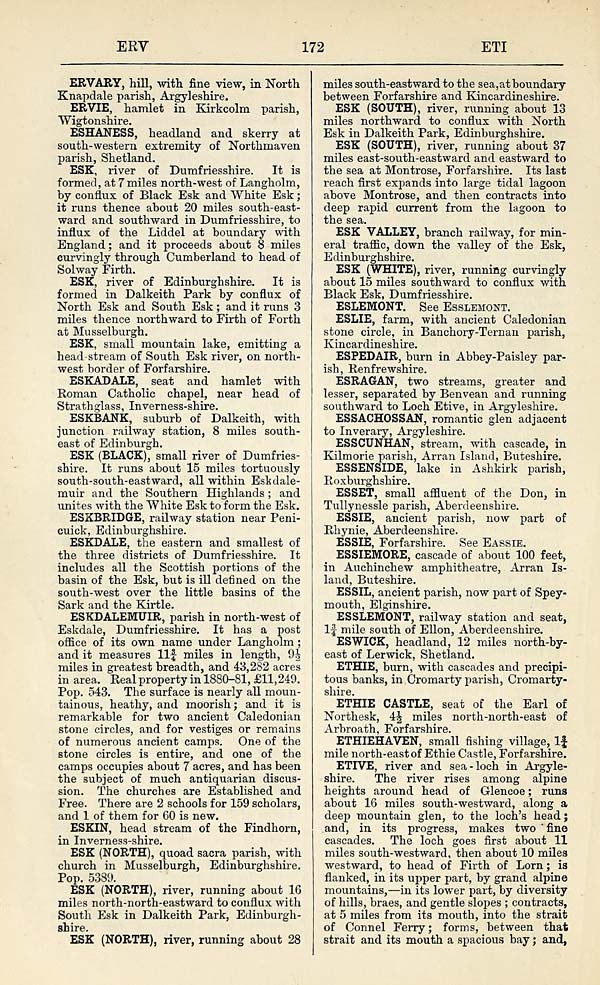 ERV 172 ETI
ERVARY, hill, with fine view, in North
Knapdale parish, Argyleshire.
ERVIE, hamlet in Kirkcolm parish,
Wigtonshire.
ESHANESS, headland and skerry at
south-western extremity of Northmaven
parish, Shetland.
ESK, river of Dumfriesshire. It is
formed, at 7 miles north-west of Langholm,
by conflux of Black Esk and White Esk;
it runs thence about 20 miles south-east-
ward and southward in Dumfriesshire, to
influx of the Liddel at boundary with
England; and it proceeds about 8 miles
curvingly through Cumberland to head of
Solway Firth.
ESK, river of Edinburghshire. It is
formed in Dalkeith Park by conflux of
North Esk and South Esk; and it runs 3
miles thence northward to Firth of Forth
at Musselburgh.
ESK, small mountain lake, emitting a
head-stream of South Esk river, on north-
west border of Forfarshire.
ESKADALE, seat and hamlet with
Roman Catholic chapel, near head of
Strathglass, Inverness-shire.
ESKBANK, suburb of Dalkeith, with
junction railway station, 8 miles south-
east of Edinburgh.
ESK (BLACK), small river of Dumfries-
shire. It runs about 15 miles tortuously
south-south-eastward, all within Eskdale-
muir and the Southern Highlands; and
unites with the White Esk to form the Esk.
ESKBRIDGE, railway station near Peni-
cuick, Edinburghshire.
ESKDALE, the eastern and smallest of
the three districts of Dumfriesshire. It
includes all the Scottish portions of the
basin of the Esk, but is ill defined on the
south-west over the little basins of the
Sark and the Kirtle.
ESKDALEMUIR, parish in north-west of
Eskdale, Dumfriesshire. It has a post
office of its own name under Langholm;
and it measures 11¾ miles in length, 9½
miles in greatest breadth, and 43,282 acres
in area. Real property in 1880-81, £11,249.
Pop. 543. The surface is nearly all moun-
tainous, heathy, and moorish; and it is
remarkable for two ancient Caledonian
stone circles, and for vestiges or remains
of numerous ancient camps. One of the
stone circles is entire, and one of the
camps occupies about 7 acres, and has been
the subject of much antiquarian discus-
sion. The churches are Established and
Free. There are 2 schools for 159 scholars,
and 1 of them for 60 is new.
ESKIN, head stream of the Findhorn,
in Inverness-shire.
ESK (NORTH), quoad sacra parish, with
church in Musselburgh, Edinburghshire.
Pop. 5389.
ESK (NORTH), river, running about 16
miles north-north-eastward to conflux with
South Esk in Dalkeith Park, Edinburgh-
shire.
ESK (NORTH), river, running about 28
miles south-eastward to the sea, at boundary
between Forfarshire and Kincardineshire.
ESK (SOUTH), river, running about 13
miles northward to conflux with North
Esk in Dalkeith Park, Edinburghshire.
ESK (SOUTH), river, running about 37
miles east-south-eastward and eastward to
the sea at Montrose, Forfarshire. Its last
reach first expands into large tidal lagoon
above Montrose, and then contracts into
deep rapid current from the lagoon to
the sea.
ESK VALLEY, branch railway, for min-
eral traffic, down the valley of the Esk,
Edinburghshire.
ESK (WHITE), river, running curvingly
about 15 miles southward to conflux with
Black Esk, Dumfriesshire.
ESLEMONT. See ESSLEMONT.
ESLIE, farm, with ancient Caledonian
stone circle, in Banchory-Ternan parish,
Kincardineshire.
ESPEDAIR, burn in Abbey-Paisley par-
ish, Renfrewshire.
ESRAGAN, two streams, greater and
lesser, separated by Benvean and running
southward to Loch Etive, in Argyleshire.
ESSACHOSSAN, romantic glen adjacent
to Inverary, Argyleshire.
ESSCUNHAN, stream, with cascade, in
Kilmorie parish, Arran Island, Buteshire.
ESSENSIDE, lake in Ashkirk parish,
Roxburghshire.
ESSET, small affluent of the Don, in
Tullynessle parish, Aberdeenshire.
ESSIE, ancient parish, now part of
Rhynie, Aberdeenshire.
ESSIE, Forfarshire. See EASSIE.
ESSIEMORE, cascade of about 100 feet,
in Auchinchew amphitheatre, Arran Is-
land, Buteshire.
ESSIL, ancient parish, now part of Spey-
mouth, Elginshire.
ESSLEMONT, railway station and seat,
1¾ mile south of Ellon, Aberdeenshire.
ESWICK, headland, 12 miles north-by-
east of Lerwick, Shetland.
ETHIE, burn, with cascades and precipi-
tous banks, in Cromarty parish, Cromarty-
shire.
ETHIE CASTLE, seat of the Earl of
Northesk, 4½ miles north-north-east of
Arbroath, Forfarshire.
ETHIEHAVEN, small fishing village, 1¾
mile north-east of Ethie Castle, Forfarshire.
ETIVE, river and sea-loch in Argyle-
shire. The river rises among alpine
heights around head of Glencoe; runs
about 16 miles south-westward, along a
deep mountain glen, to the loch's head;
and, in its progress, makes two fine
cascades. The loch goes first about 11
miles south-westward, then about 10 miles
westward, to head of Firth of Lorn; is
flanked, in its upper part, by grand alpine
mountains,—in its lower part, by diversity
of hills, braes, and gentle slopes; contracts,
at 5 miles from its mouth, into the strait
of Connel Ferry; forms, between that
strait and its mouth a spacious bay; and,